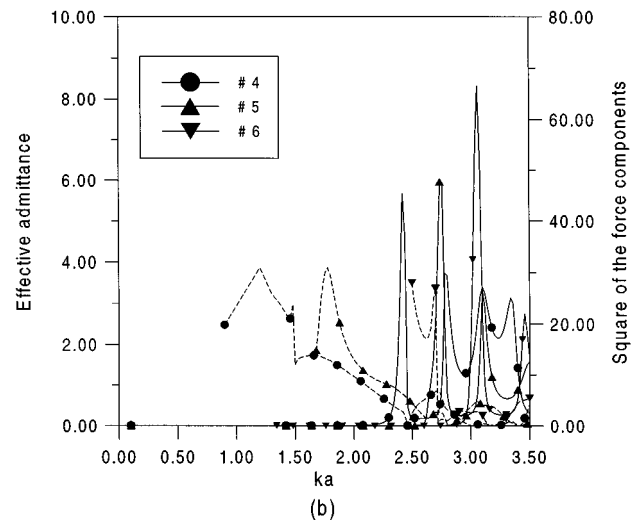 10.00
80.00
# 4
# 5
# 6
8.00
60.00
6.00
40.00
4.00
20.00
2.00
0.00
0.00
Effective admittance
Square of the force components
0.00 0.50 1.00 1.50 2.00 2.50 3.00 3.50
ka
(b)